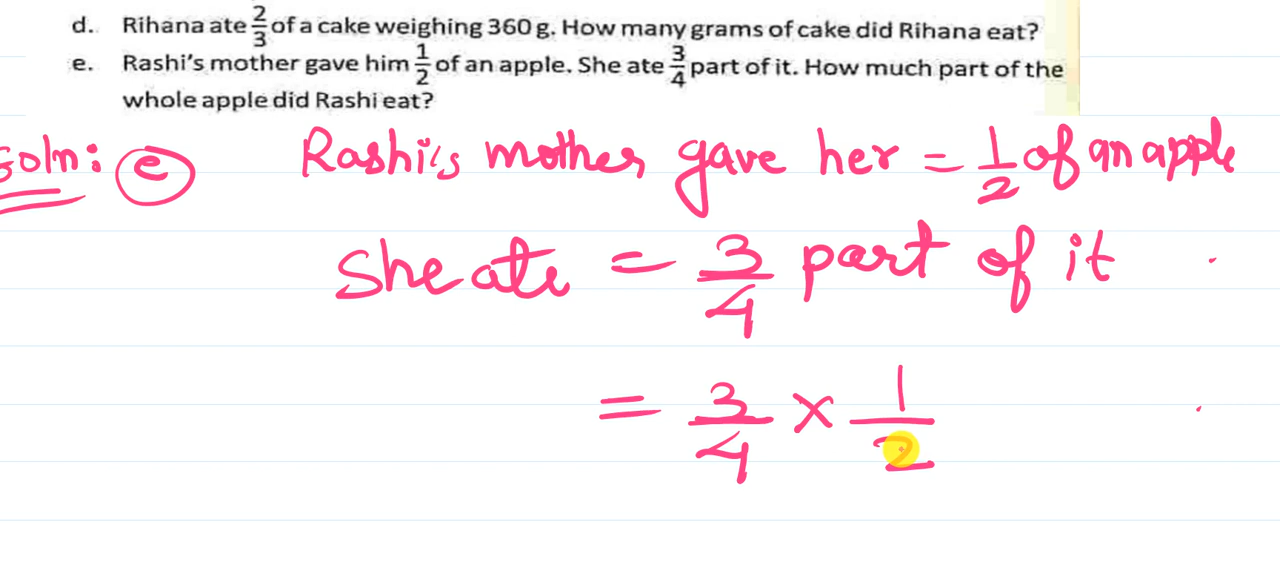 d. Rihana ate 2/3 of a cake weighing 360 g. How many grams of cake did Rihana eat?
e. Rashi's mother gave him 1/2 of an apple. She ate 3/4 part of it. How much part of the
whole apple did Rashi eat?
Soln: (e) Rashi's mother gave her = 1/2 of an apple
She ate = 3/4 part of it.
= 3/4 × 1/2